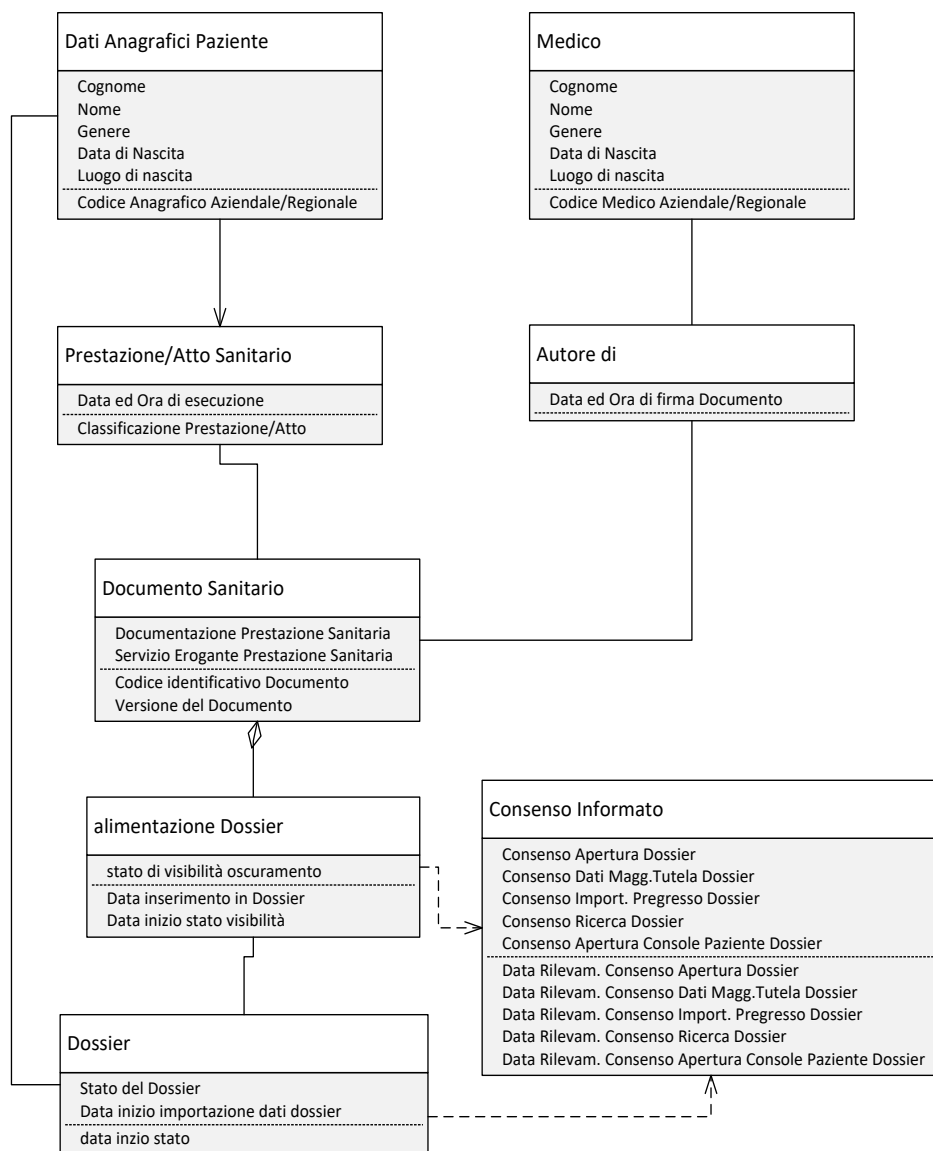 Dati Anagrafici Paziente
Cognome
Nome
Genere
Data di Nascita
Luogo di nascita
Codice Anagrafico Aziendale/Regionale
Medico
Cognome
Nome
Genere
Data di Nascita
Luogo di nascita
Codice Medico Aziendale/Regionale
Prestazione/Atto Sanitario
Data ed Ora di esecuzione
Classificazione Prestazione/Atto
Autore di
Data ed Ora di firma Documento
Documento Sanitario
Documentazione Prestazione Sanitaria
Servizio Erogante Prestazione Sanitaria
Codice identificativo Documento
Versione del Documento
alimentazione Dossier
stato di visibilità oscuramento
Data inserimento in Dossier
Data inizio stato visibilità
Consenso Informato
Consenso Apertura Dossier
Consenso Dati Magg.Tutela Dossier
Consenso Import. Pregresso Dossier
Consenso Ricerca Dossier
Consenso Apertura Console Paziente Dossier
Data Rilevam. Consenso Apertura Dossier
Data Rilevam. Consenso Dati Magg.Tutela Dossier
Data Rilevam. Consenso Import. Pregresso Dossier
Data Rilevam. Consenso Ricerca Dossier
Data Rilevam. Consenso Apertura Console Paziente Dossier
Dossier
Stato del Dossier
Data inizio importazione dati dossier
data inzio stato